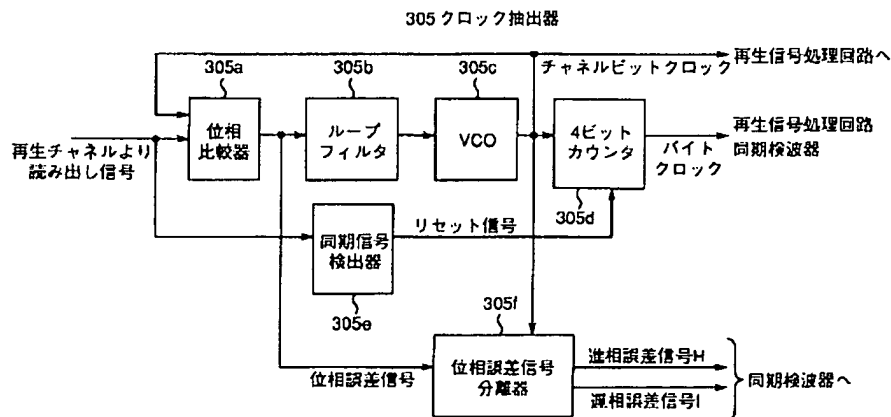 305 クロック抽出器
305a
305b
305c
チャネルビットクロック
再生信号処理回路へ
再生チャネルより
読み出し信号
位相
比較器
ループ
フィルタ
VCO
4ビット
カウンタ
バイト
クロック
再生信号処理回路
同期検波器
305d
同期信号
検出器
リセット信号
305e
305f
位相誤差信号
位相誤差信号
分離器
進相誤差信号H
遅相誤差信号I
同期検波器へ